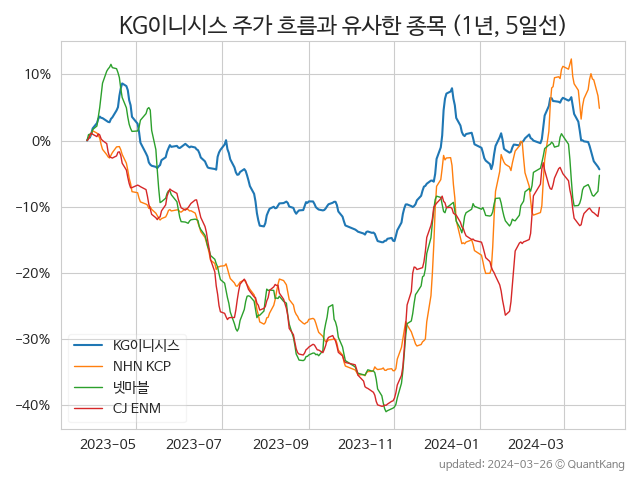 KG이니시스 주가 흐름과 유사한 종목 (1년, 5일선)
10%
0%
−10%
−20%
−30%
−40%
KG이니시스
NHN KCP
넷마블
CJ ENM
2023-05 2023-07 2023-09 2023-11 2024-01 2024-03
updated: 2024-03-26 © QuantKang